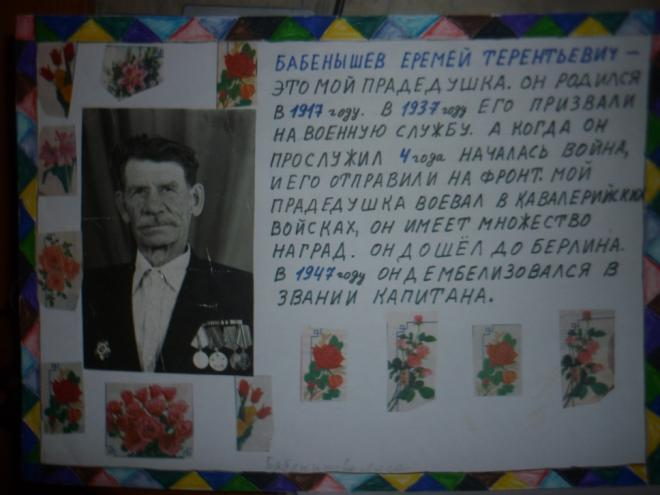 БАБЕНЫШЕВ ЕРЕМЕЙ ТЕРЕНТЬЕВИЧ –
ЭТО МОЙ ПРАДЕДУШКА. ОН РОДИЛСЯ
В 1917 году. В 1937 году ЕГО ПРИЗВАЛИ
НА ВОЕННУЮ СЛУЖБУ. А КОГДА ОН
ПРОСЛУЖИЛ 4 года НАЧАЛАСЬ ВОЙНА,
И ЕГО ОТПРАВИЛИ НА ФРОНТ. МОЙ
ПРАДЕДУШКА ВОЕВАЛ В КАВАЛЕРИЙСКИХ
ВОЙСКАХ, ОН ИМЕЕТ МНОЖЕСТВО
НАГРАД. ОН ДОШЁЛ ДО БЕРЛИНА.
В 1947 году ОН ДЕМБЕЛИЗОВАЛСЯ В
ЗВАНИИ КАПИТАНА.